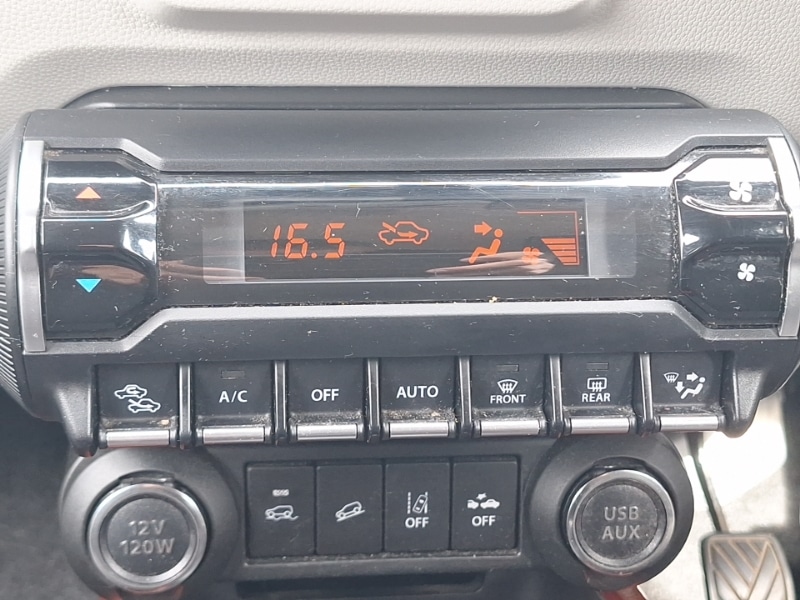 16.5
A/C
OFF
AUTO
FRONT
REAR
12V
120W
OFF
OFF
USB
AUX